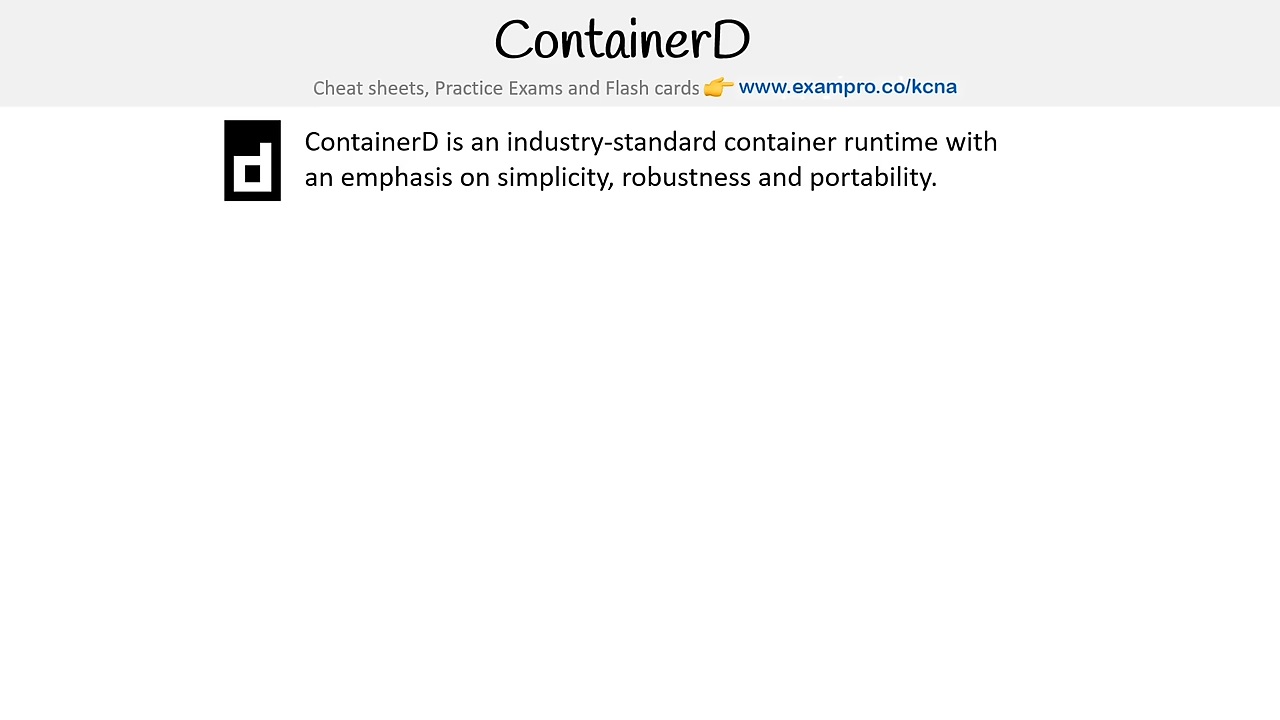 ContainerD
Cheat sheets, Practice Exams and Flash cards 👉 www.exampro.co/kcna
d
ContainerD is an industry-standard container runtime with
an emphasis on simplicity, robustness and portability.